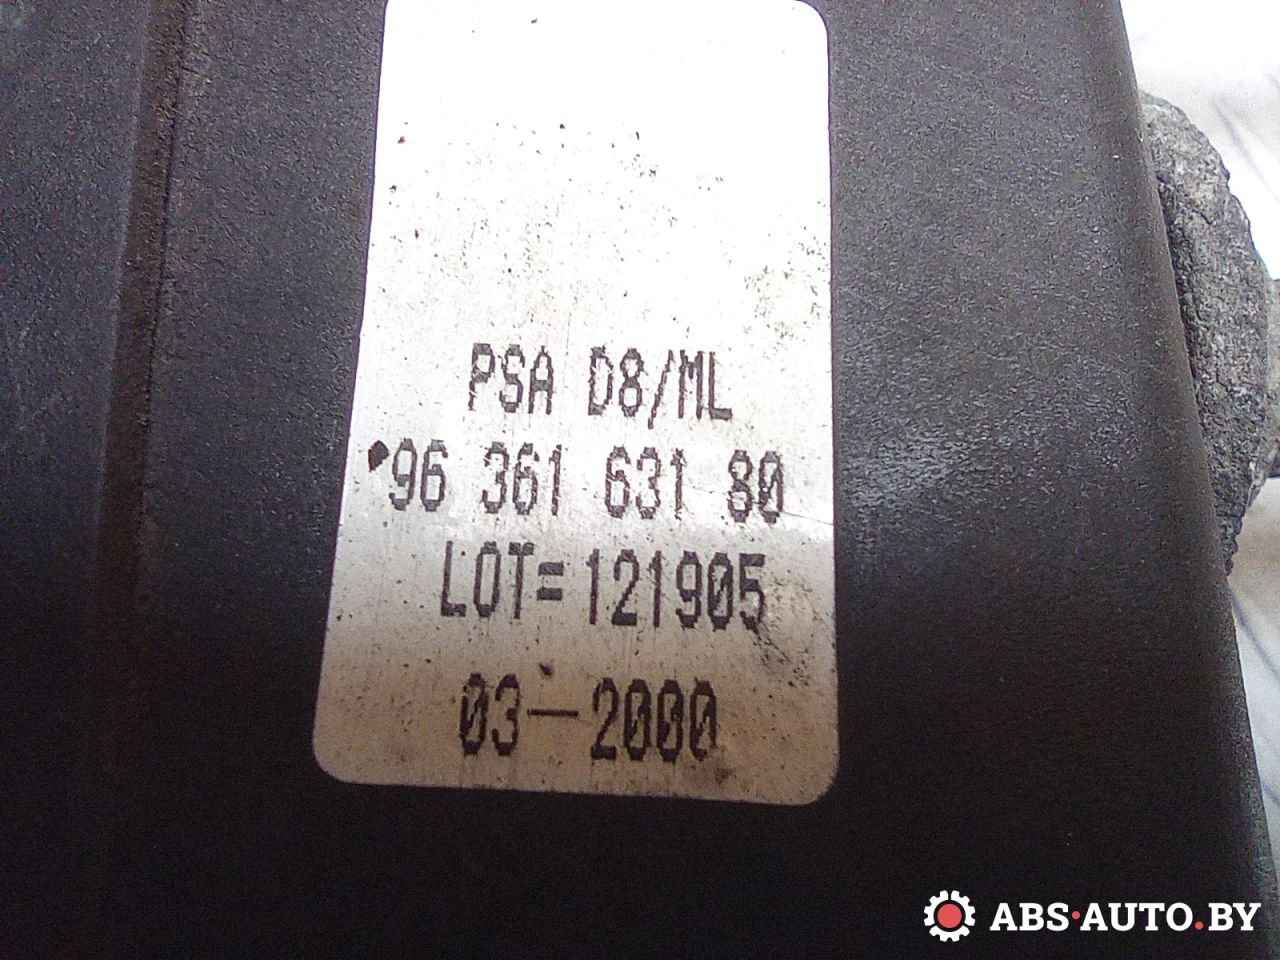 PSA D8/ML
96 361 631 80
LOT=121905
03-2000
ABS·AUTO.BY